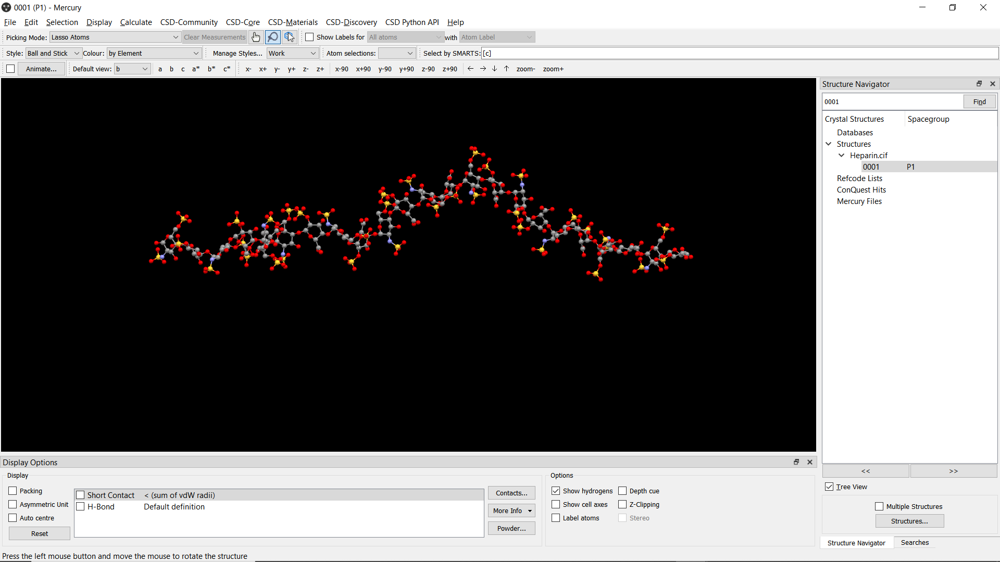 0001 (P1) - Mercury
File Edit Selection Display Calculate CSD-Community CSD-Core CSD-Materials CSD-Discovery CSD Python API Help
Picking Mode: Lasso Atoms Clear Measurements Show Labels for All atoms with Atom Label
Style: Ball and Stick Colour: by Element Manage Styles... Work Atom selections: Select by SMARTS: [c]
Animate... Default view: b a b c a* b* c* x- x+ y- y+ z- z+ x-90 x+90 y-90 y+90 z-90 z+90 ← → ↓ ↑ zoom- zoom+
Structure Navigator
0001 Find
Crystal Structures Spacegroup
Databases
Structures
Heparin.cif
0001 P1
Refcode Lists
ConQuest Hits
Mercury Files
<< >>
Tree View
Multiple Structures
Structures...
Structure Navigator Searches
Display Options
Display
Packing
Asymmetric Unit
Auto centre
Reset
Short Contact < (sum of vdW radii)
H-Bond Default definition
Contacts...
More Info
Powder...
Options
Show hydrogens Depth cue
Show cell axes Z-Clipping
Label atoms Stereo
Press the left mouse button and move the mouse to rotate the structure